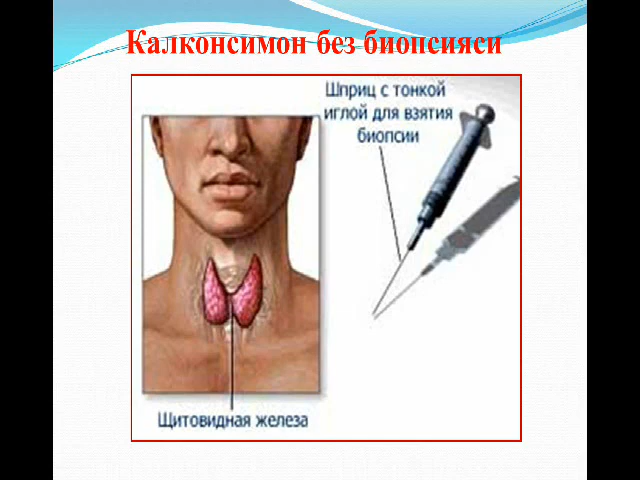 Калконсимон без биопсияси
Шприц с тонкой
иглой для взятия
биопсии
Щитовидная железа